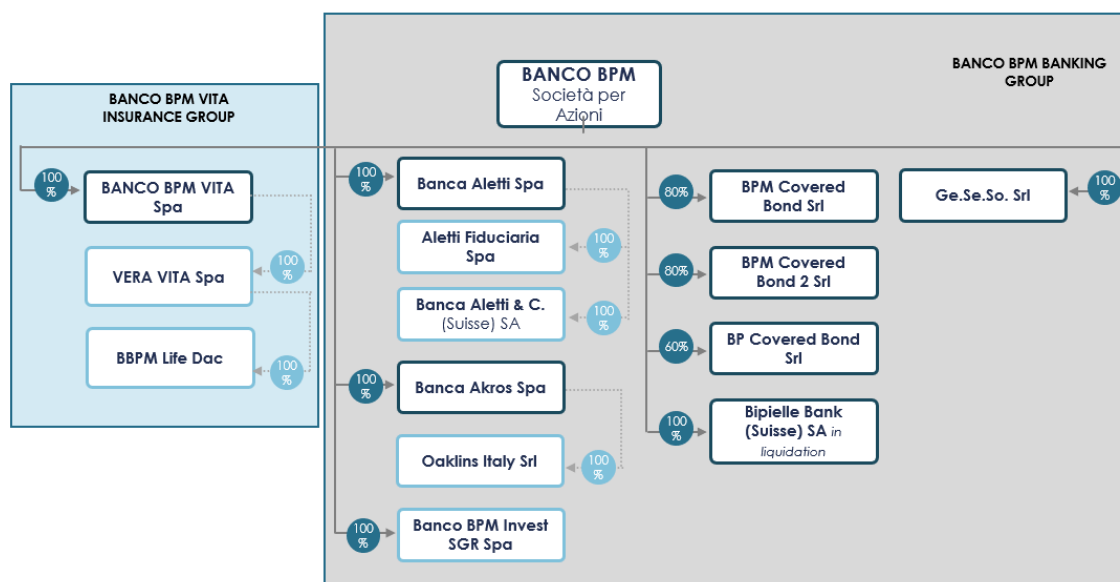 BANCO BPM BANKING
GROUP
BANCO BPM
Società per
Azioni
BANCO BPM VITA
INSURANCE GROUP
100
%
BANCO BPM VITA
Spa
VERA VITA Spa
100
%
BBPM Life Dac
100
%
100
%
Banca Aletti Spa
Aletti Fiduciaria
Spa
100
%
Banca Aletti & C.
(Suisse) SA
100
%
100
%
Banca Akros Spa
Oaklins Italy Srl
100
%
100
%
Banco BPM Invest
SGR Spa
80%
BPM Covered
Bond Srl
80%
BPM Covered
Bond 2 Srl
60%
BP Covered Bond
Srl
100
%
Bipielle Bank
(Suisse) SA in
liquidation
Ge.Se.So. Srl
100
%